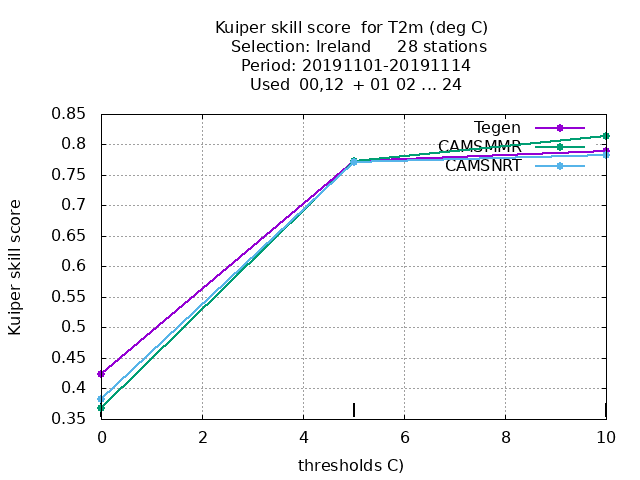 Kuiper skill score  for T2m (deg C)
Selection: Ireland     28 stations
Period: 20191101-20191114
Used  00,12  + 01 02 ... 24
0.85
0.8
0.75
0.7
0.65
0.6
0.55
0.5
0.45
0.4
0.35
Kuiper skill score
Tegen
CAMSMMR
CAMSNRT
0 2 4 6 8 10
thresholds C)